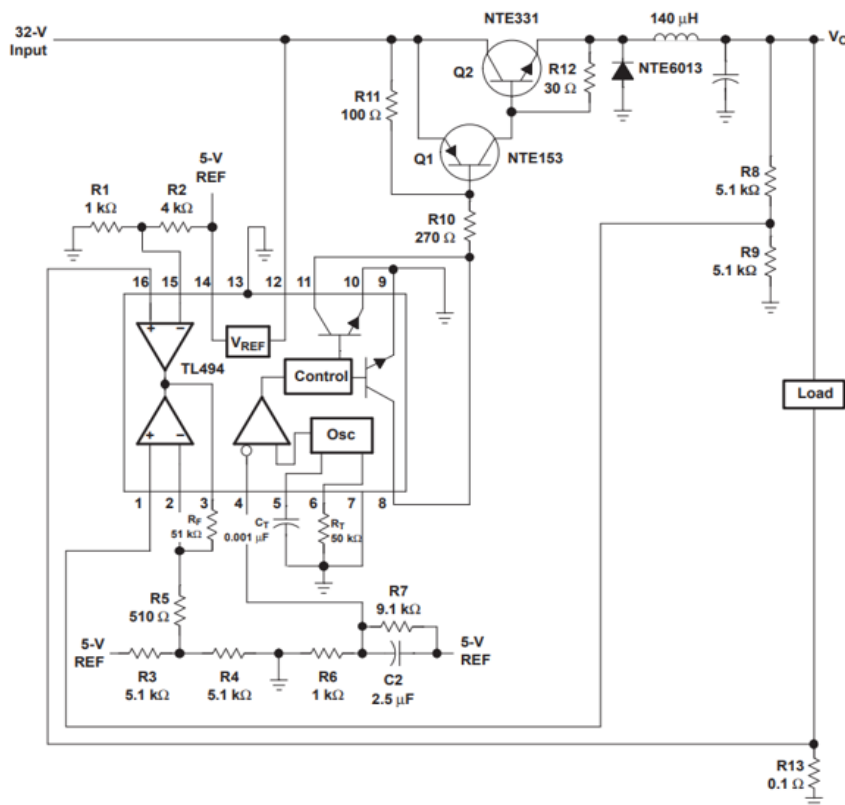 32-V
Input
NTE331
140 µH
VO
Q2
R12
30 Ω
NTE6013
R11
100 Ω
Q1
NTE153
5-V
REF
R1
1 kΩ
R2
4 kΩ
R8
5.1 kΩ
R10
270 Ω
R9
5.1 kΩ
16 15 14 13 12 11 10 9
+ −
VREF
TL494
Control
+ −
Osc
Load
1 2 3 4 5 6 7 8
RF
51 kΩ
CT
0.001 µF
RT
50 kΩ
R5
510 Ω
R7
9.1 kΩ
5-V
REF
5-V
REF
R3
5.1 kΩ
R4
5.1 kΩ
R6
1 kΩ
C2
2.5 µF
R13
0.1 Ω